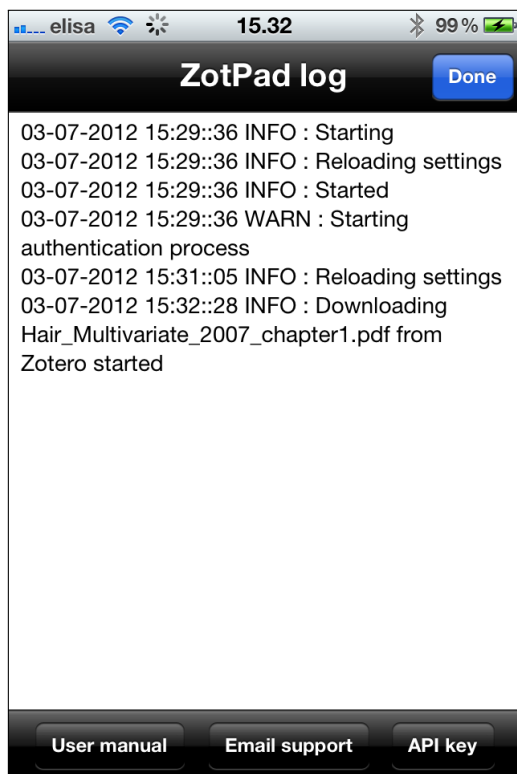 elisa 15.32 99%
ZotPad log Done
03-07-2012 15:29::36 INFO : Starting
03-07-2012 15:29::36 INFO : Reloading settings
03-07-2012 15:29::36 INFO : Started
03-07-2012 15:29::36 WARN : Starting
authentication process
03-07-2012 15:31::05 INFO : Reloading settings
03-07-2012 15:32::28 INFO : Downloading
Hair_Multivariate_2007_chapter1.pdf from
Zotero started
User manual Email support API key